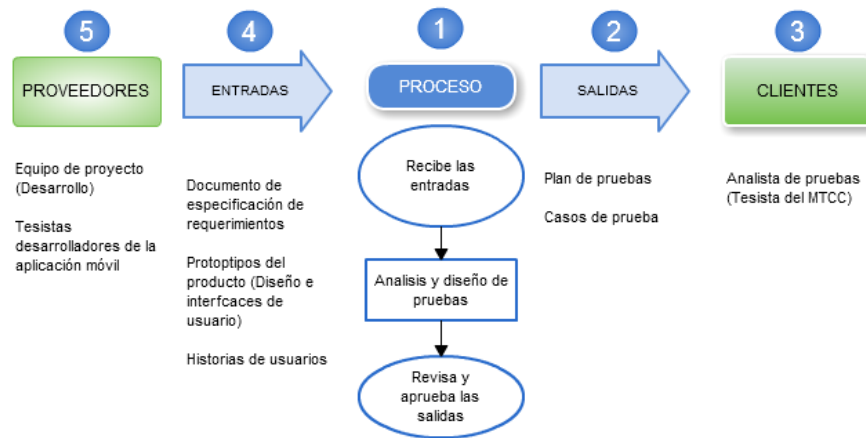 5
PROVEEDORES
Equipo de proyecto
(Desarrollo)
Tesistas
desarrolladores de la
aplicación móvil
4
ENTRADAS
Documento de
especificación de
requerimientos
Protoptipos del
producto (Diseño e
interfcaces de
usuario)
Historias de usuarios
1
PROCESO
Recibe las
entradas
Analisis y diseño de
pruebas
Revisa y
aprueba las
salidas
2
SALIDAS
Plan de pruebas
Casos de prueba
3
CLIENTES
Analista de pruebas
(Tesista del MTCC)